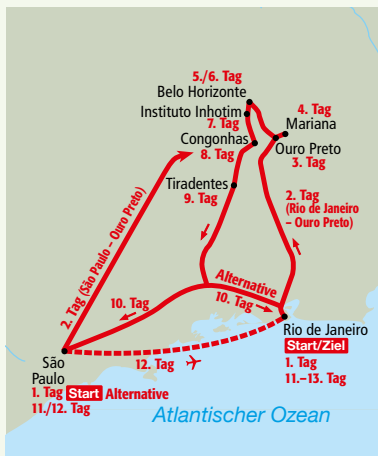 5./6. Tag
Belo Horizonte
Instituto Inhotim
7. Tag
Congonhas
8. Tag
4. Tag
Mariana
Ouro Preto
3. Tag
Tiradentes
9. Tag
2. Tag
(Rio de Janeiro
– Ouro Preto)
2. Tag (São Paulo – Ouro Preto)
Alternative
10. Tag
10. Tag
Rio de Janeiro
Start/Ziel
1. Tag
11.–13. Tag
12. Tag
São
Paulo
1. Tag Start Alternative
11./12. Tag
Atlantischer Ozean